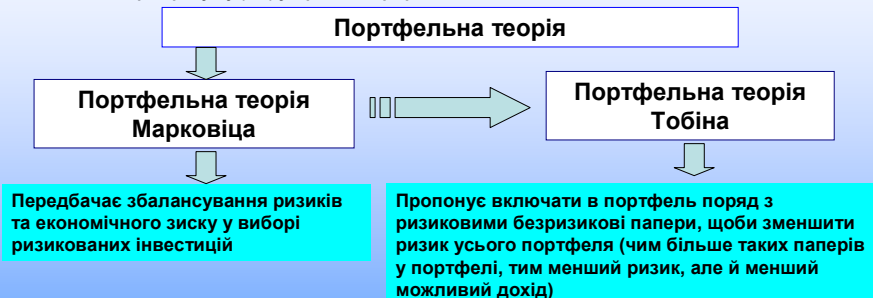 Портфельна теорія
Портфельна теорія
Марковіца
Портфельна теорія
Тобіна
Передбачає збалансування ризиків
та економічного зиску у виборі
ризикованих інвестицій
Пропонує включати в портфель поряд з
ризиковими безризикові папери, щоби зменшити
ризик усього портфеля (чим більше таких паперів
у портфелі, тим менший ризик, але й менший
можливий дохід)